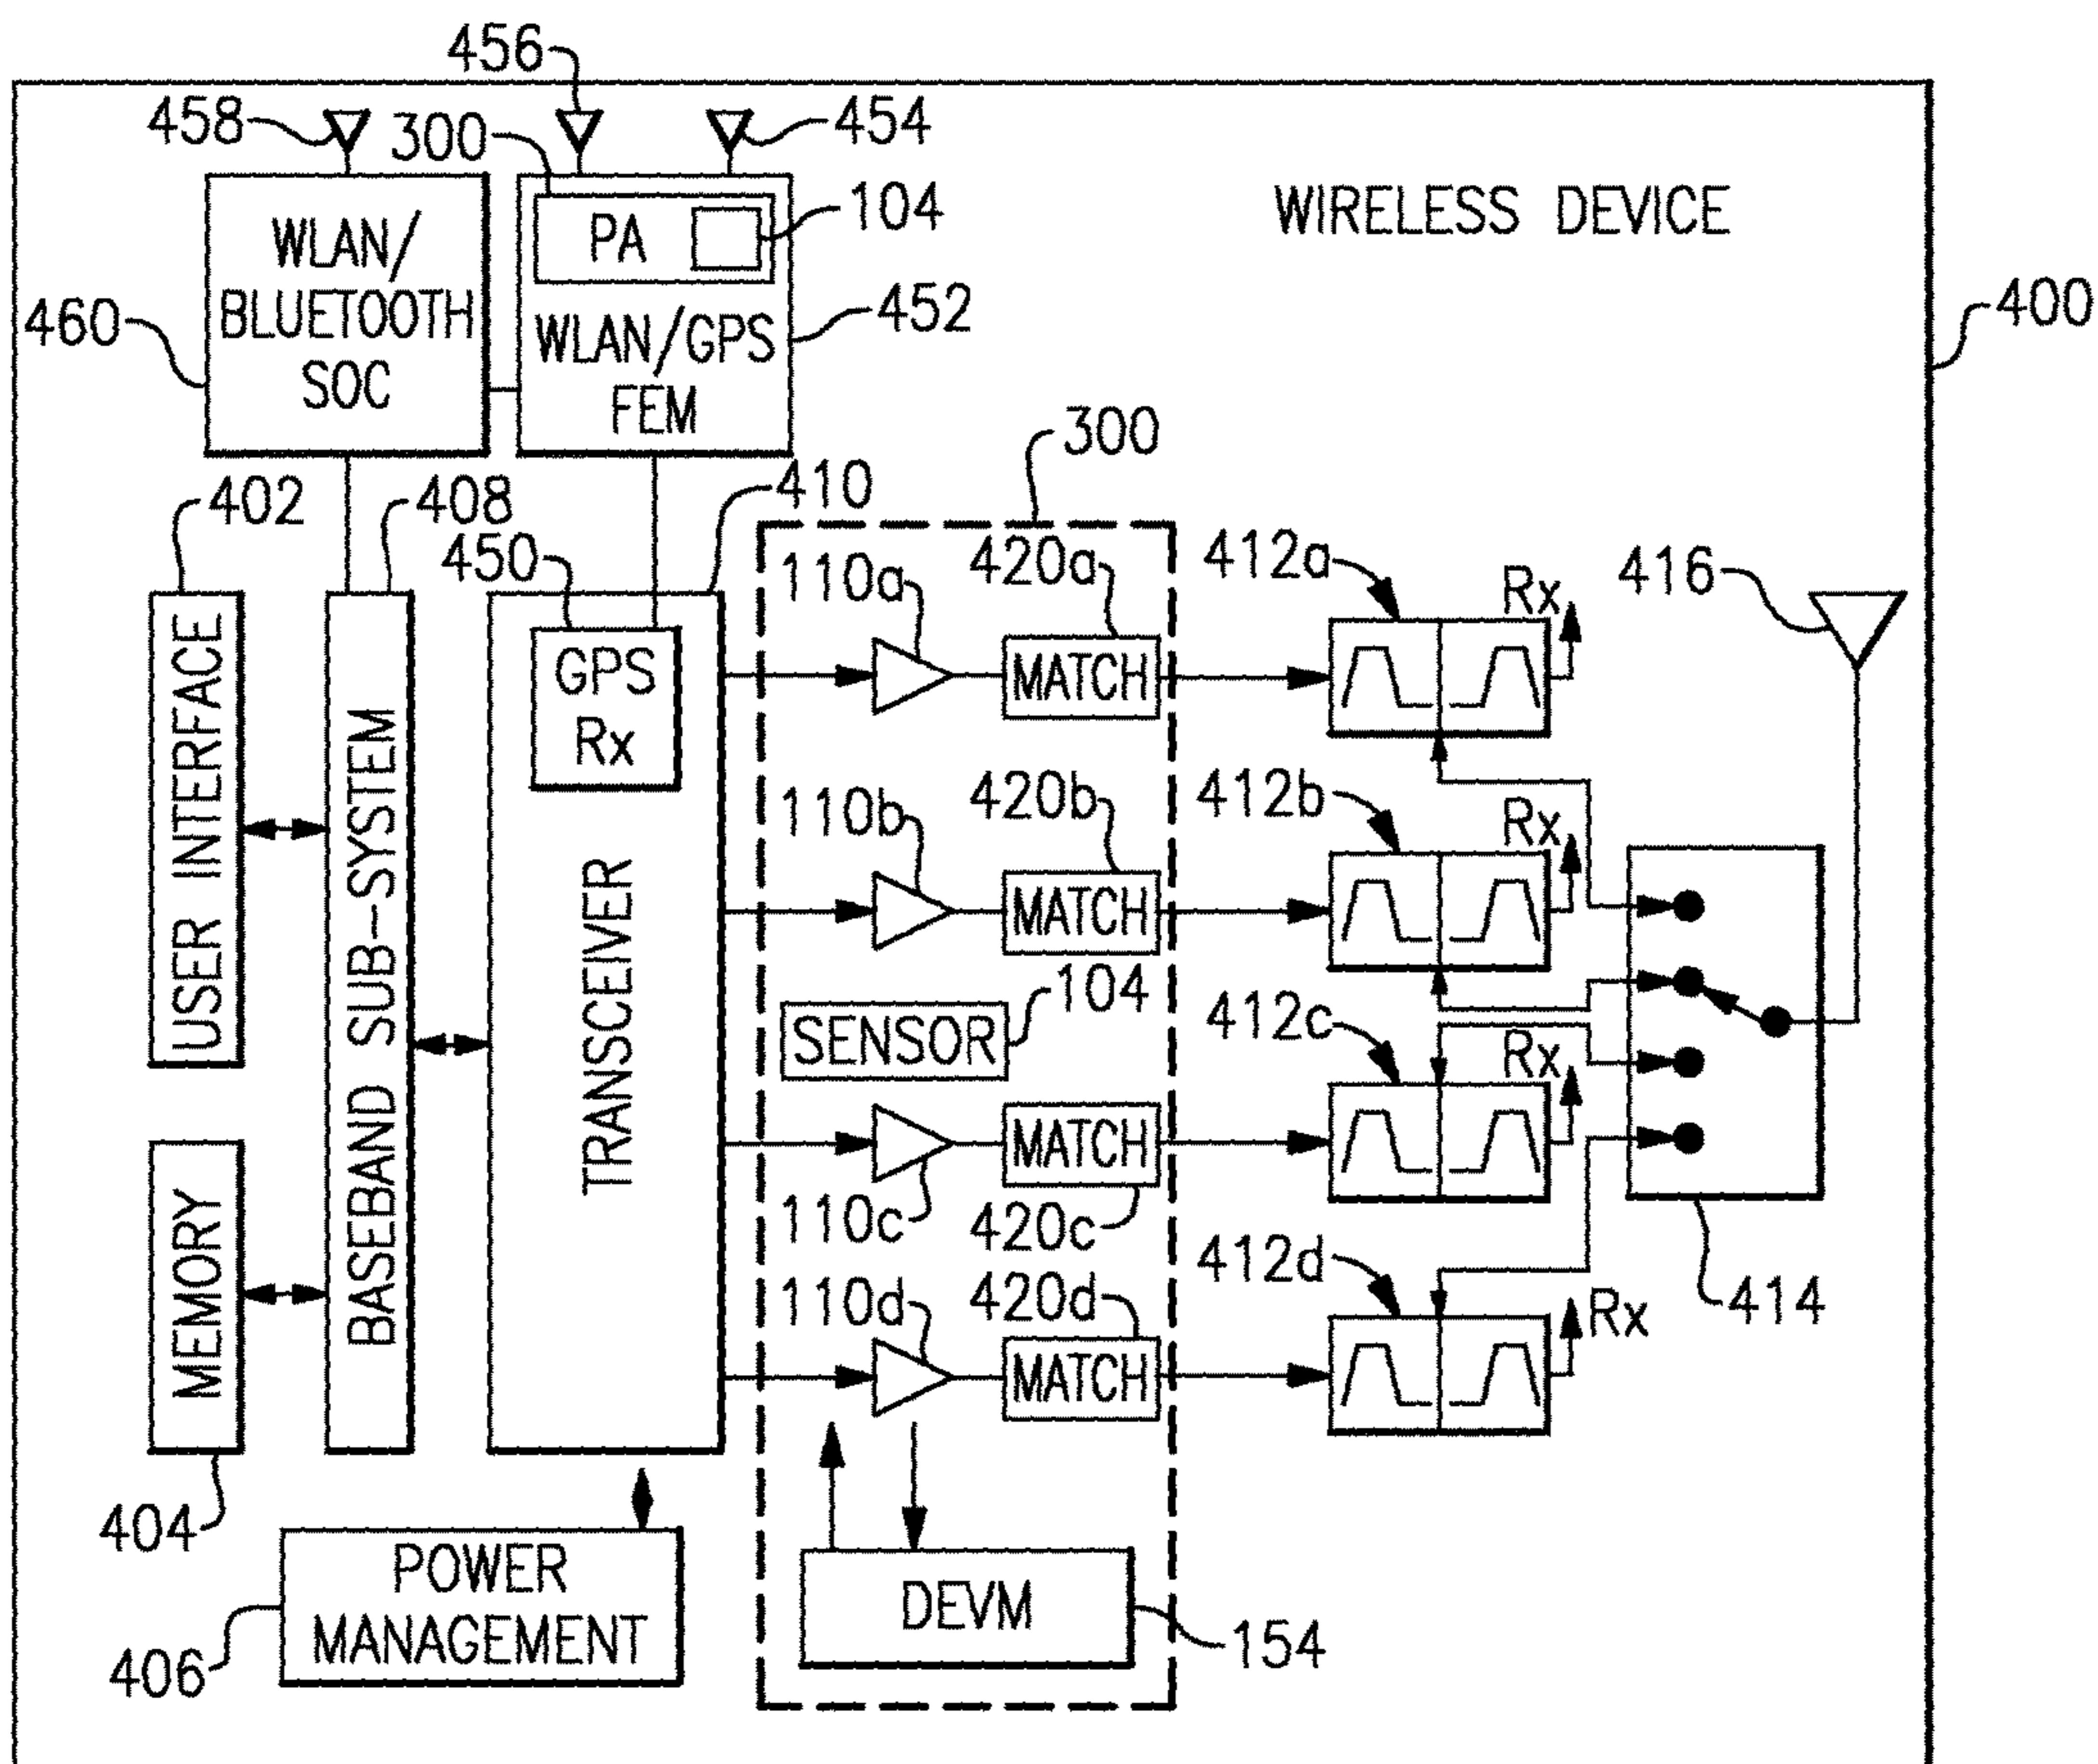 456
458
300
454
PA
104
WIRELESS DEVICE
WLAN/
BLUETOOTH
SOC
460
WLAN/GPS
FEM
452
400
300
410
402
408
450
110a
420a
412a
Rx
416
GPS
Rx
MATCH
USER INTERFACE
BASEBAND SUB-SYSTEM
TRANSCEIVER
110b
420b
412b
Rx
MATCH
104
SENSOR
412c
Rx
MATCH
110c
420c
MEMORY
412d
110d
420d
Rx
414
MATCH
404
POWER
MANAGEMENT
406
DEVM
154